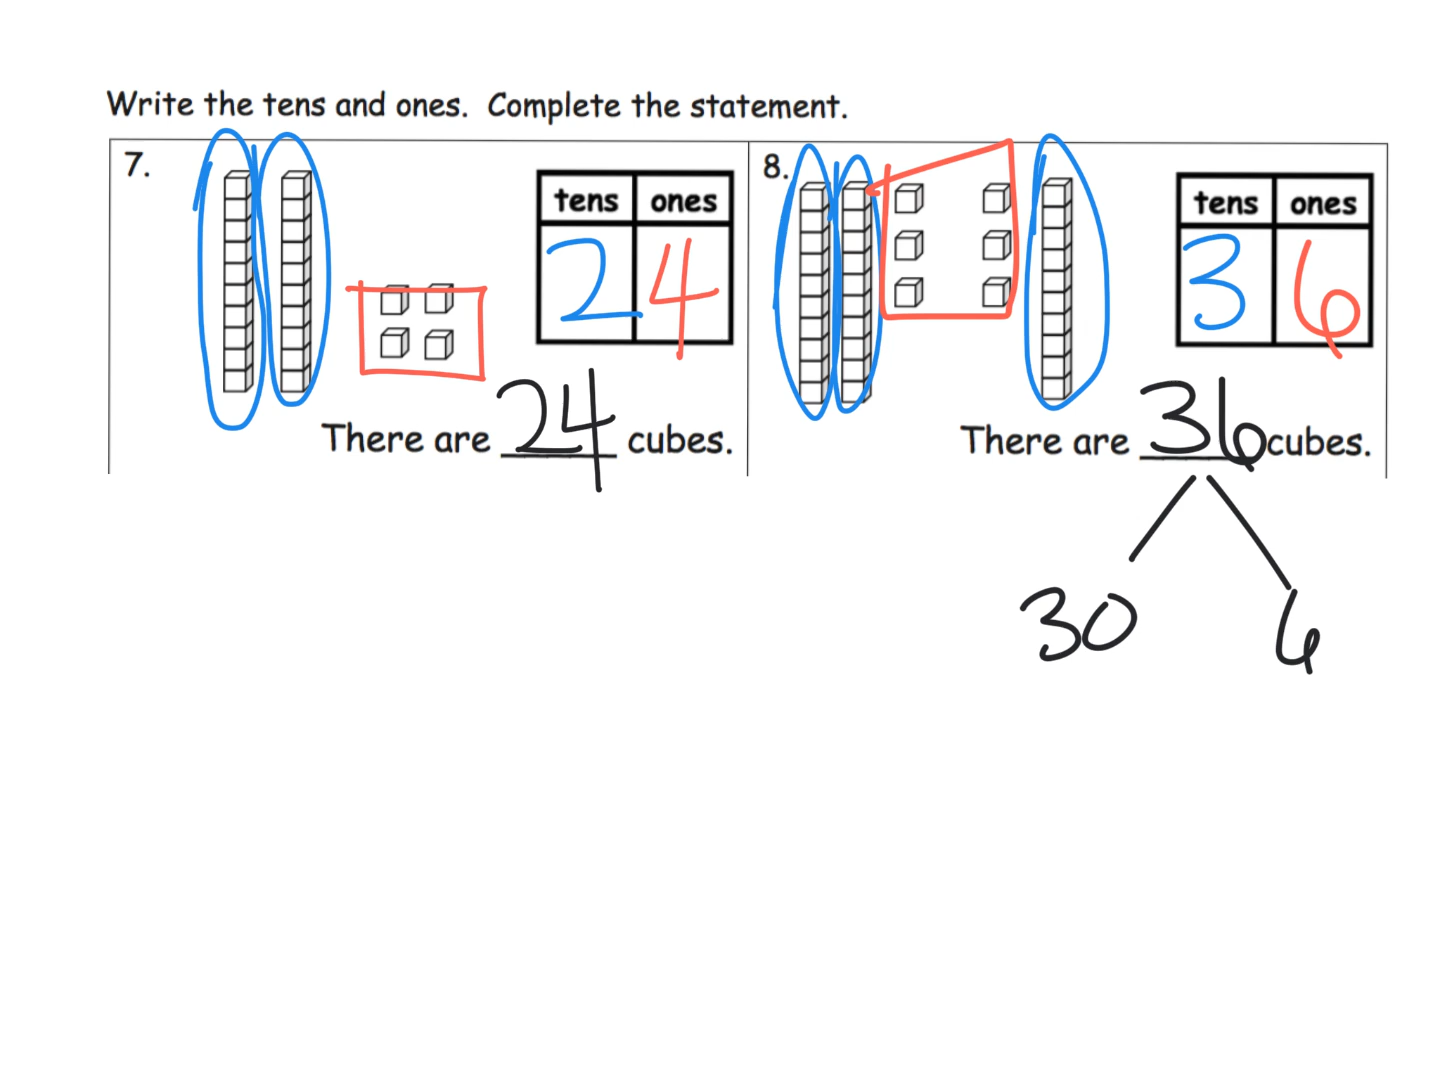 Write the tens and ones. Complete the statement.
7.
tens ones
2 4
There are 24 cubes.
8.
tens ones
3 6
There are 36 cubes.
30 6